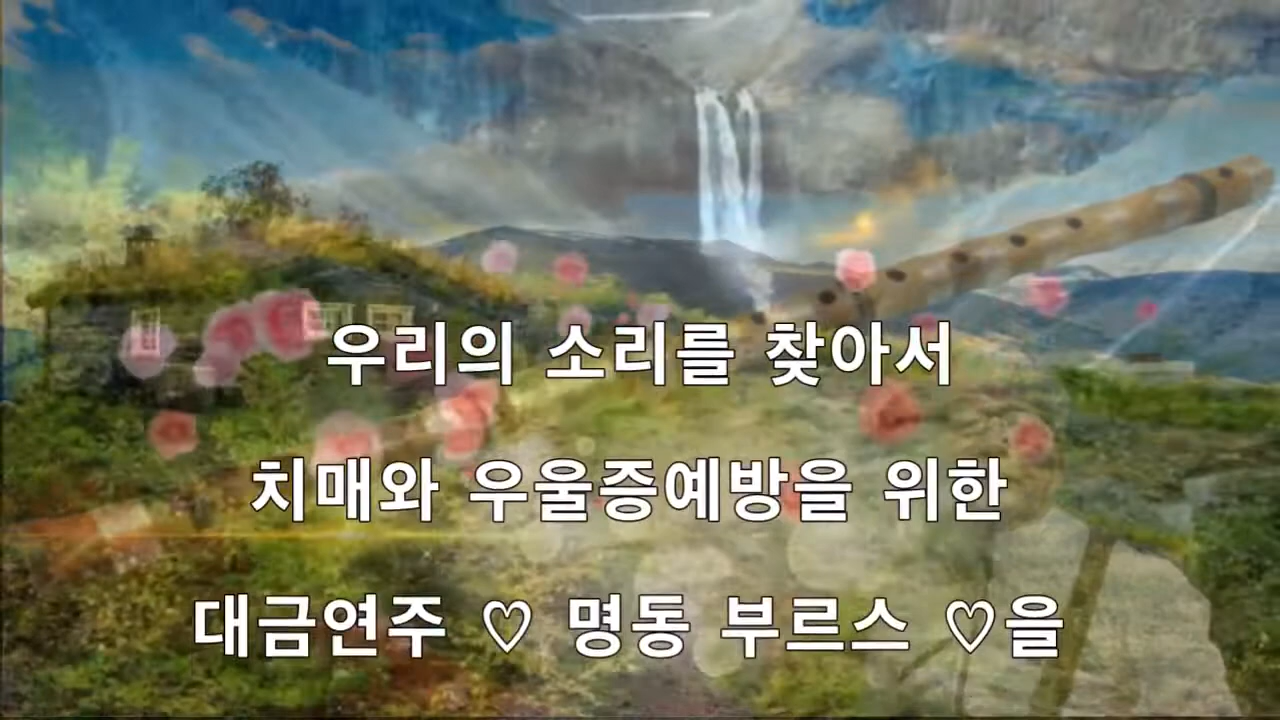 우리의 소리를 찾아서
치매와 우울증예방을 위한
대금연주 ♡ 명동 부르스 ♡을